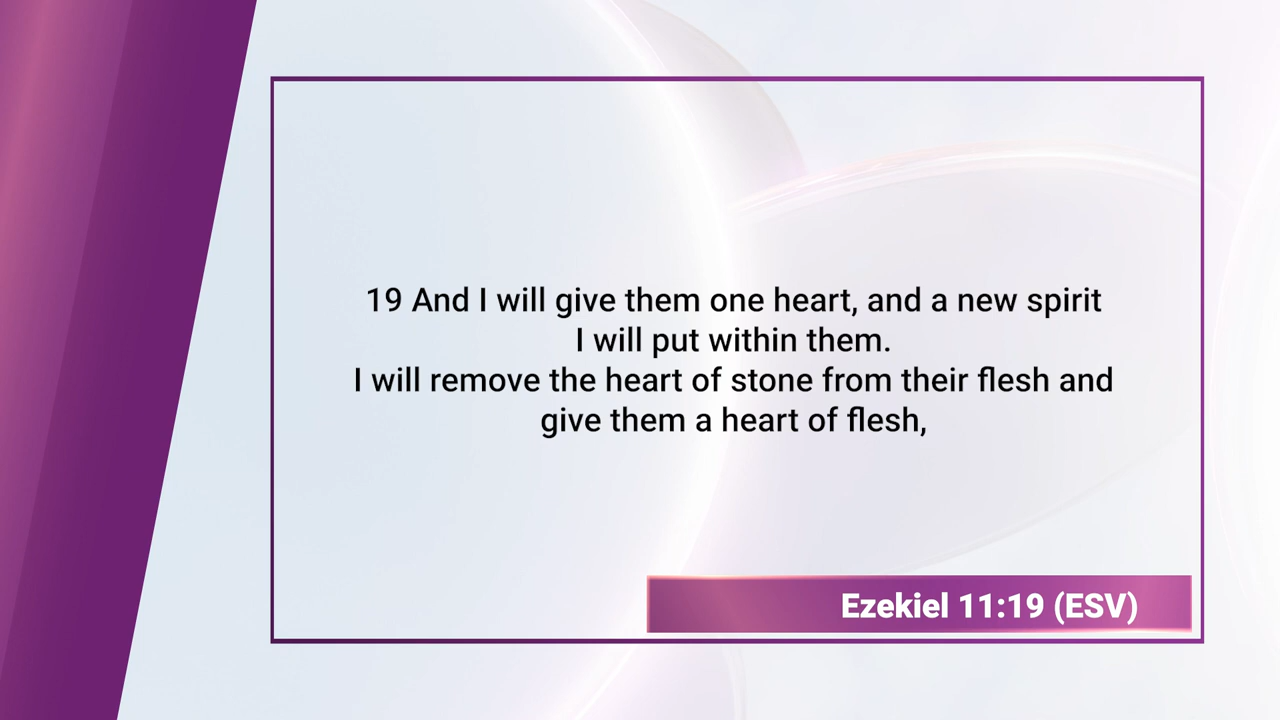 19 And I will give them one heart, and a new spirit
I will put within them.
I will remove the heart of stone from their flesh and
give them a heart of flesh,
Ezekiel 11:19 (ESV)